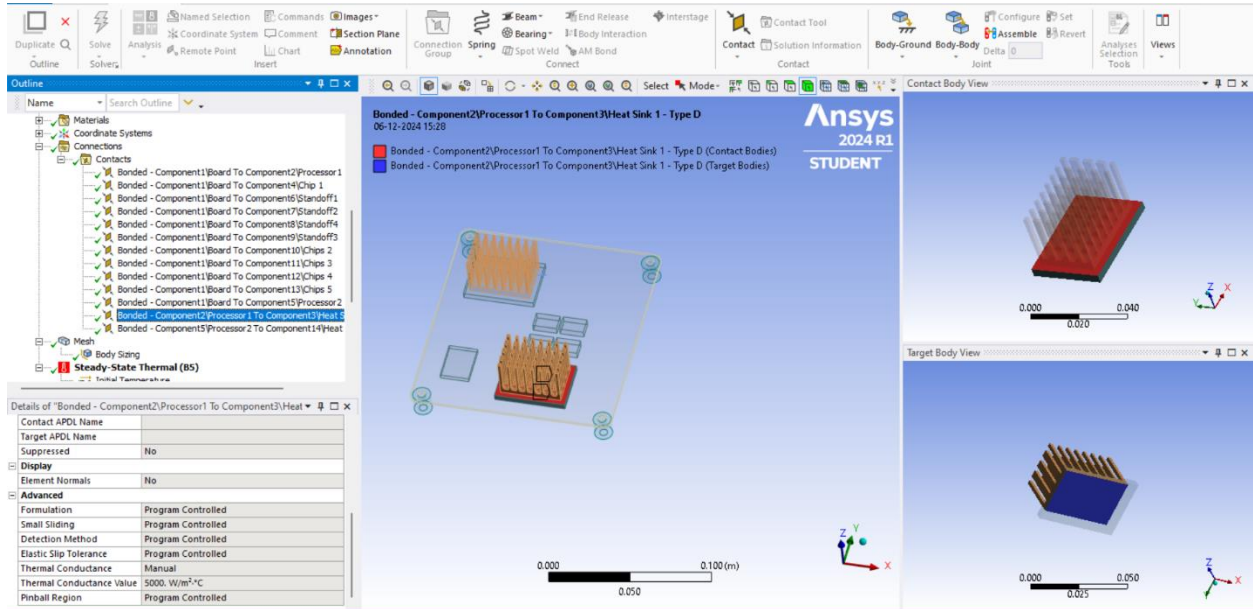 Duplicate
Outline
Solve
Solver
Analysis
Named Selection
Coordinate System
Remote Point
Commands
Comment
Chart
Images
Section Plane
Annotation
Insert
Connection Group
Spring
Beam
Bearing
Spot Weld
End Release
Body Interaction
AM Bond
Interstage
Connect
Contact
Contact Tool
Solution Information
Contact
Body-Ground
Body-Body
Configure
Set
Assemble
Revert
Delta 0
Joint
Analyses Selection
Tools
Views
Outline
Name
Search Outline
Materials
Coordinate Systems
Connections
Contacts
Bonded - Component1\Board To Component2\Processor1
Bonded - Component1\Board To Component4\Chip 1
Bonded - Component1\Board To Component6\Standoff1
Bonded - Component1\Board To Component7\Standoff2
Bonded - Component1\Board To Component8\Standoff4
Bonded - Component1\Board To Component9\Standoff3
Bonded - Component1\Board To Component10\Chips 2
Bonded - Component1\Board To Component11\Chips 3
Bonded - Component1\Board To Component12\Chips 4
Bonded - Component1\Board To Component13\Chips 5
Bonded - Component1\Board To Component5\Processor2
Bonded - Component2\Processor1 To Component3\Heat S
Bonded - Component5\Processor2 To Component14\Heat
Mesh
Body Sizing
Steady-State Thermal (B5)
Initial Temperature
Details of "Bonded - Component2\Processor1 To Component3\Heat
Contact APDL Name
Target APDL Name
Suppressed No
Display
Element Normals No
Advanced
Formulation Program Controlled
Small Sliding Program Controlled
Detection Method Program Controlled
Elastic Slip Tolerance Program Controlled
Thermal Conductance Manual
Thermal Conductance Value 5000. W/m²·°C
Pinball Region Program Controlled
Select Mode
Bonded - Component2\Processor1 To Component3\Heat Sink 1 - Type D
06-12-2024 15:28
Bonded - Component2\Processor1 To Component3\Heat Sink 1 - Type D (Contact Bodies)
Bonded - Component2\Processor1 To Component3\Heat Sink 1 - Type D (Target Bodies)
Ansys
2024 R1
STUDENT
0.000 0.100 (m)
0.050
Z Y X
Contact Body View
0.000 0.040
0.020
Z X Y
Target Body View
0.000 0.050
0.025
Z X Y